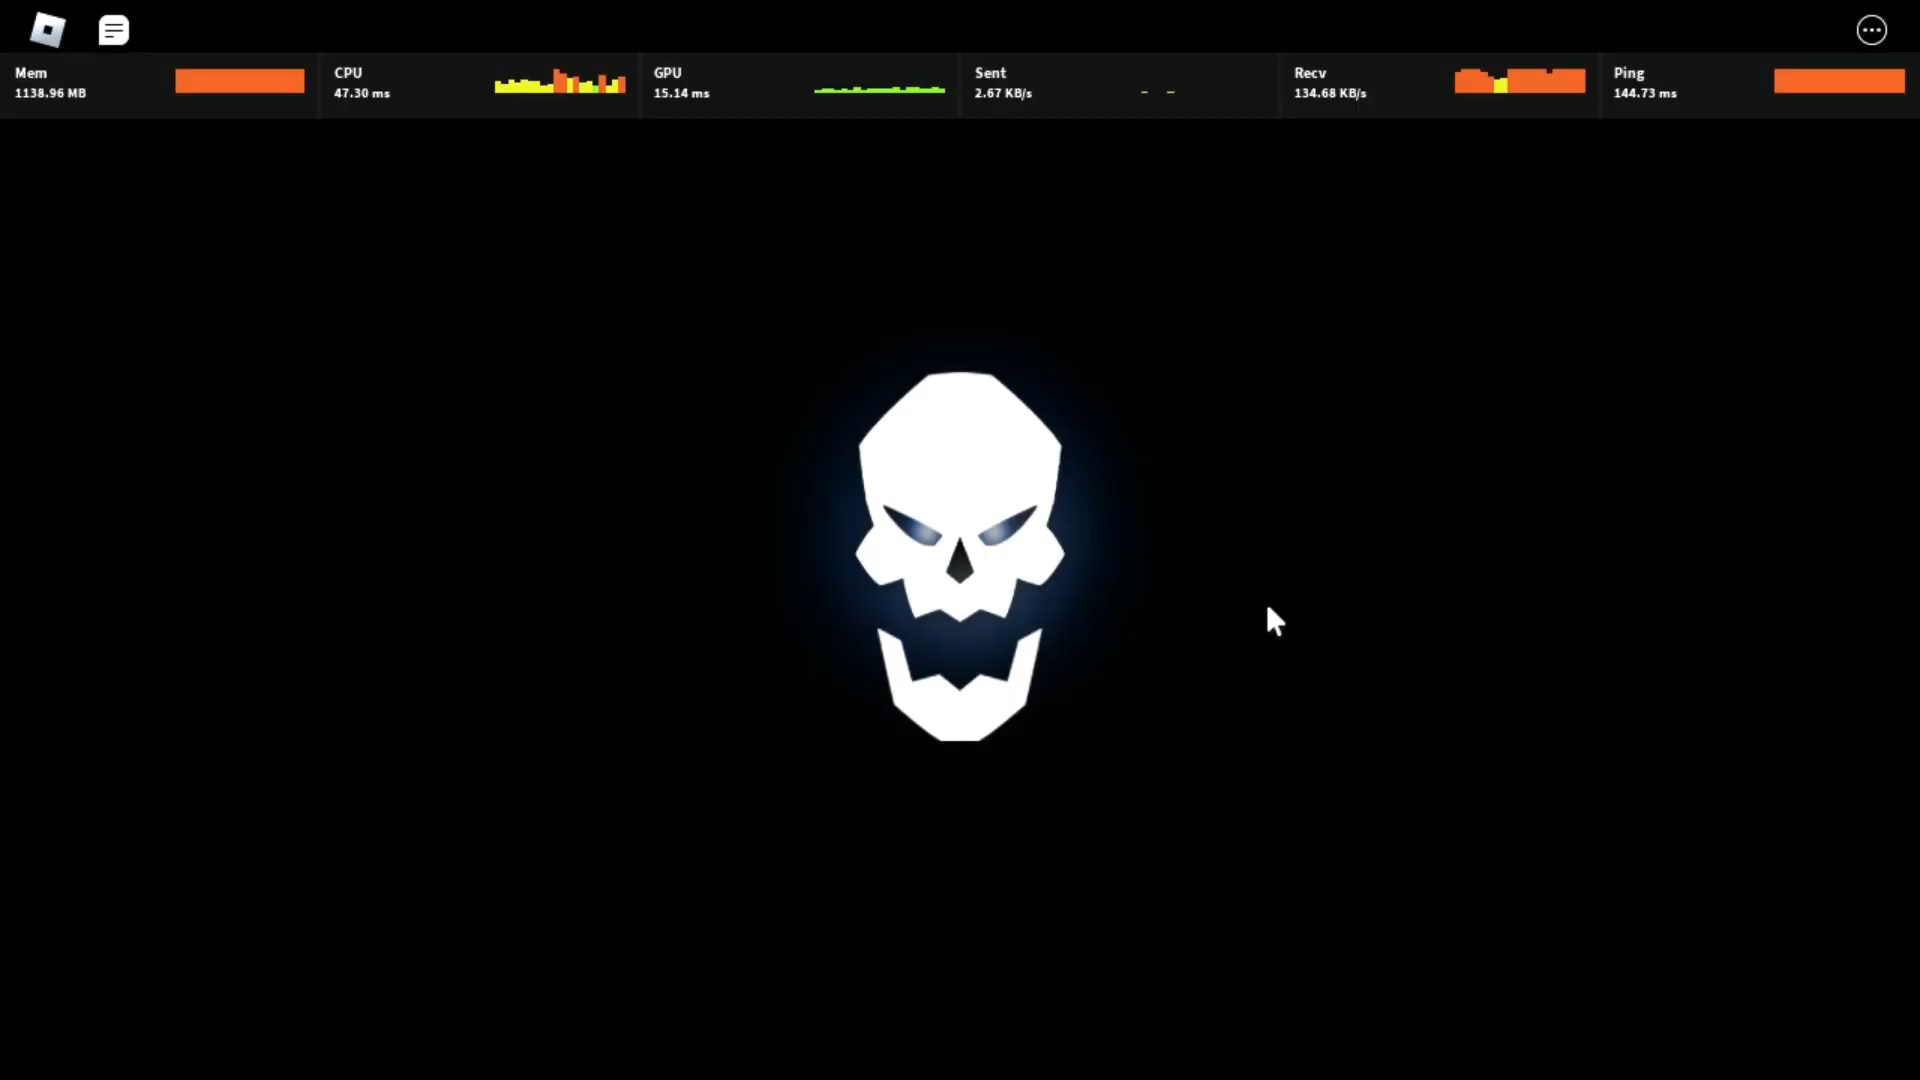 Mem
1138.96 MB
CPU
47.30 ms
GPU
15.14 ms
Sent
2.67 KB/s
Recv
134.68 KB/s
Ping
144.73 ms